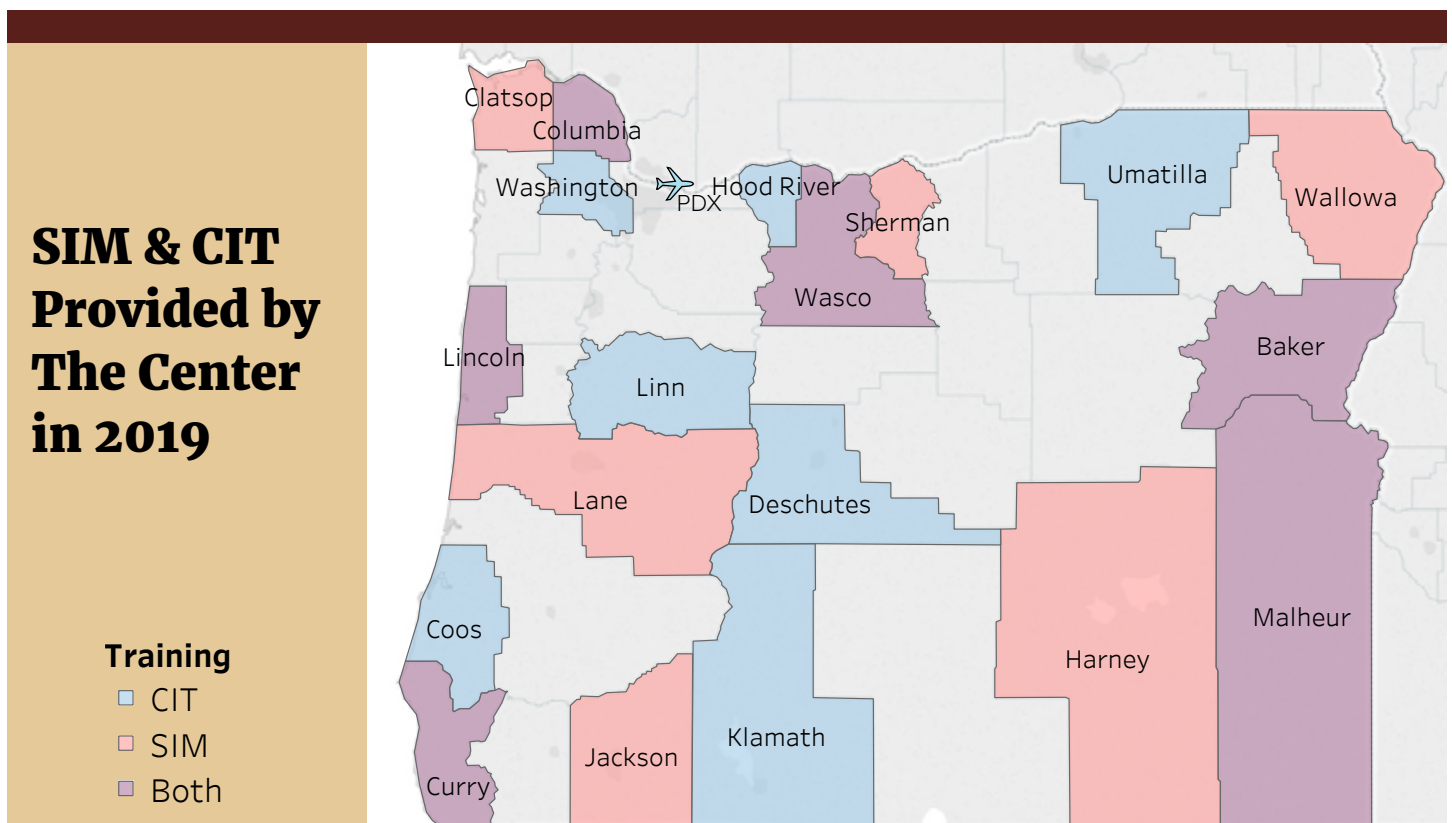 SIM & CIT
Provided by
The Center
in 2019
Training
CIT
SIM
Both
Clatsop
Columbia
Washington
PDX
Hood River
Sherman
Wasco
Umatilla
Wallowa
Baker
Lincoln
Linn
Lane
Deschutes
Coos
Malheur
Harney
Klamath
Jackson
Curry